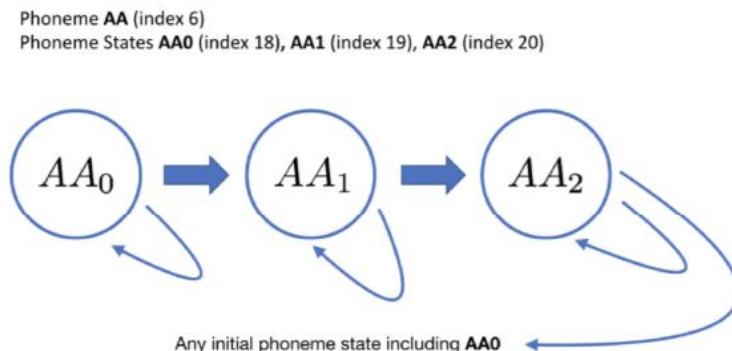 Phoneme AA (index 6)
Phoneme States AA0 (index 18), AA1 (index 19), AA2 (index 20)
AA₀ AA₁ AA₂
Any initial phoneme state including AA0